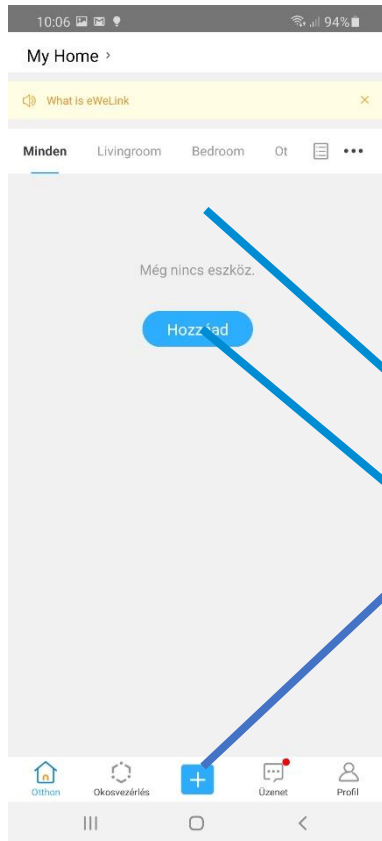 10:06 94%
My Home >
What is eWeLink ×
Minden Livingroom Bedroom Ot •••
Még nincs eszköz.
Hozzáad
Otthon Okosvezérlés Üzenet Profil